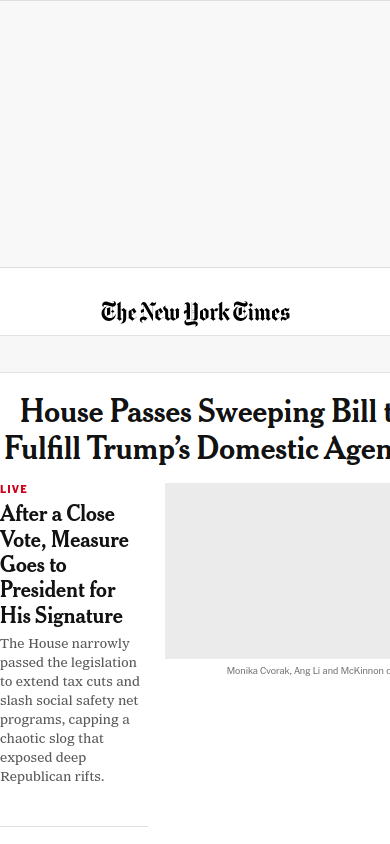 The New York Times
House Passes Sweeping Bill t
Fulfill Trump's Domestic Agen
LIVE
After a Close
Vote, Measure
Goes to
President for
His Signature
The House narrowly
passed the legislation
to extend tax cuts and
slash social safety net
programs, capping a
chaotic slog that
exposed deep
Republican rifts.
Monika Cvorak, Ang Li and McKinnon d